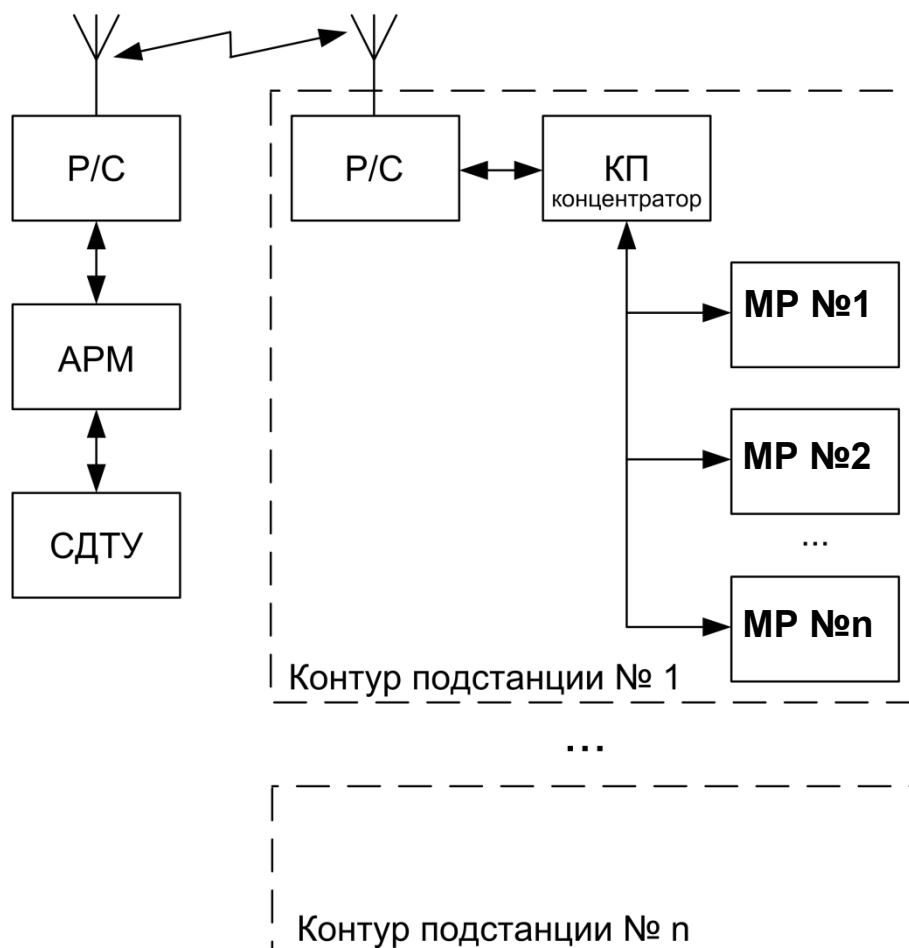 Р/С
АРМ
СДТУ
Р/С
КП
концентратор
МР №1
МР №2
...
МР №n
Контур подстанции № 1
...
Контур подстанции № n